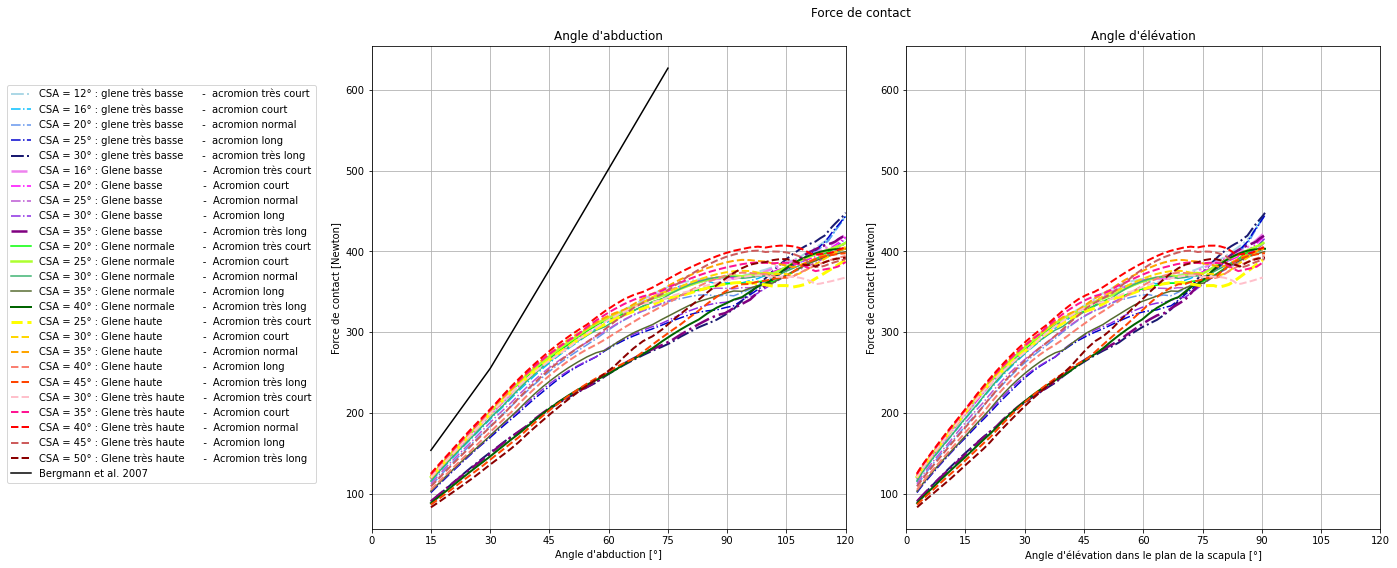 Force de contact
CSA = 12° : glene très basse - acromion très court
CSA = 16° : glene très basse - acromion court
CSA = 20° : glene très basse - acromion normal
CSA = 25° : glene très basse - acromion long
CSA = 30° : glene très basse - acromion très long
CSA = 16° : Glene basse - Acromion très court
CSA = 20° : Glene basse - Acromion court
CSA = 25° : Glene basse - Acromion normal
CSA = 30° : Glene basse - Acromion long
CSA = 35° : Glene basse - Acromion très long
CSA = 20° : Glene normale - Acromion très court
CSA = 25° : Glene normale - Acromion court
CSA = 30° : Glene normale - Acromion normal
CSA = 35° : Glene normale - Acromion long
CSA = 40° : Glene normale - Acromion très long
CSA = 25° : Glene haute - Acromion très court
CSA = 30° : Glene haute - Acromion court
CSA = 35° : Glene haute - Acromion normal
CSA = 40° : Glene haute - Acromion long
CSA = 45° : Glene haute - Acromion très long
CSA = 30° : Glene très haute - Acromion très court
CSA = 35° : Glene très haute - Acromion court
CSA = 40° : Glene très haute - Acromion normal
CSA = 45° : Glene très haute - Acromion long
CSA = 50° : Glene très haute - Acromion très long
Bergmann et al. 2007
Angle d'abduction
Force de contact [Newton]
600
500
400
300
200
100
0 15 30 45 60 75 90 105 120
Angle d'abduction [°]
Angle d'élévation
Force de contact [Newton]
600
500
400
300
200
100
0 15 30 45 60 75 90 105 120
Angle d'élévation dans le plan de la scapula [°]